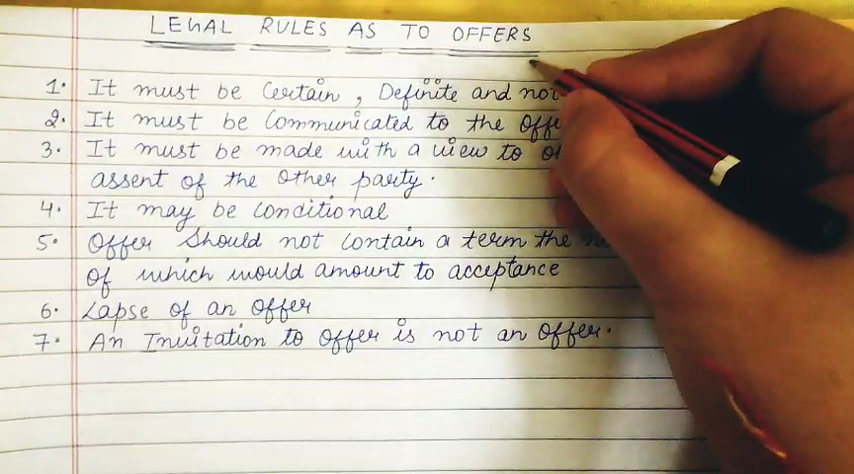 LEGAL RULES AS TO OFFERS
1. It must be Certain, Definite and not
2. It must be Communicated to the
3. It must be made with a view to
assent of the other party.
4. It may be Conditional
5. Offer Should not Contain a term the
of which would amount to acceptance
6. Lapse of an offer
7. An Invitation to Offer is not an Offer.